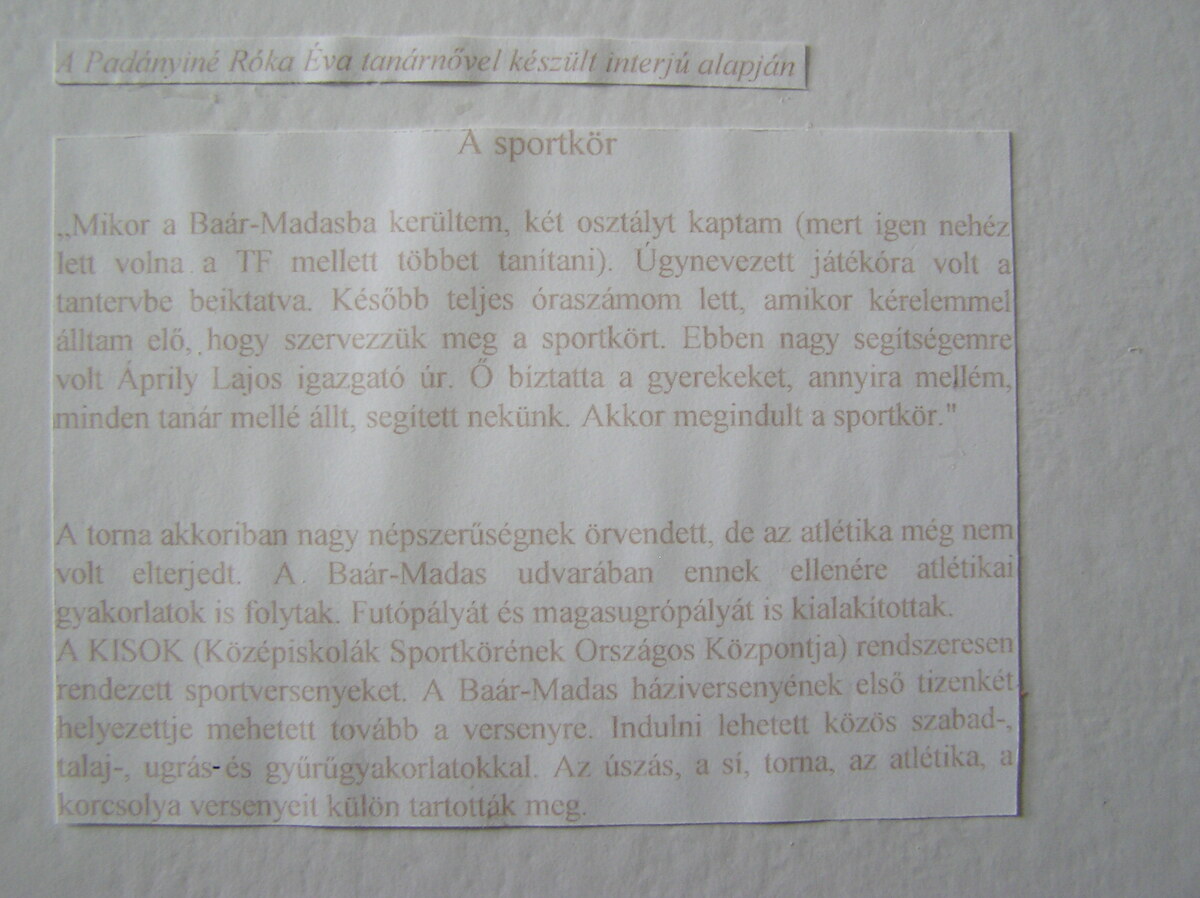 A Padányiné Róka Éva tanárnővel készült interjú alapján
A sportkör
„Mikor a Baár-Madasba kerültem, két osztályt kaptam (mert igen nehéz
lett volna a TF mellett többet tanítani). Úgynevezett játékóra volt a
tantervbe beiktatva. Később teljes óraszámom lett, amikor kérelemmel
álltam elő, hogy szervezzük meg a sportkört. Ebben nagy segítségemre
volt Áprily Lajos igazgató úr. Ő biztatta a gyerekeket, annyira mellém,
minden tanár mellé állt, segített nekünk. Akkor megindult a sportkör."
A torna akkoriban nagy népszerűségnek örvendett, de az atlétika még nem
volt elterjedt. A Baár-Madas udvarában ennek ellenére atlétikai
gyakorlatok is folytak. Futópályát és magasugrópályát is kialakítottak.
A KISOK (Középiskolák Sportkörének Országos Központja) rendszeresen
rendezett sportversenyeket. A Baár-Madas háziversenyének első tizenkét
helyezettje mehetett tovább a versenyre. Indulni lehetett közös szabad-,
talaj-, ugrás-és gyűrűgyakorlatokkal. Az úszás, a sí, torna, az atlétika, a
korcsolya versenyeit külön tartották meg.